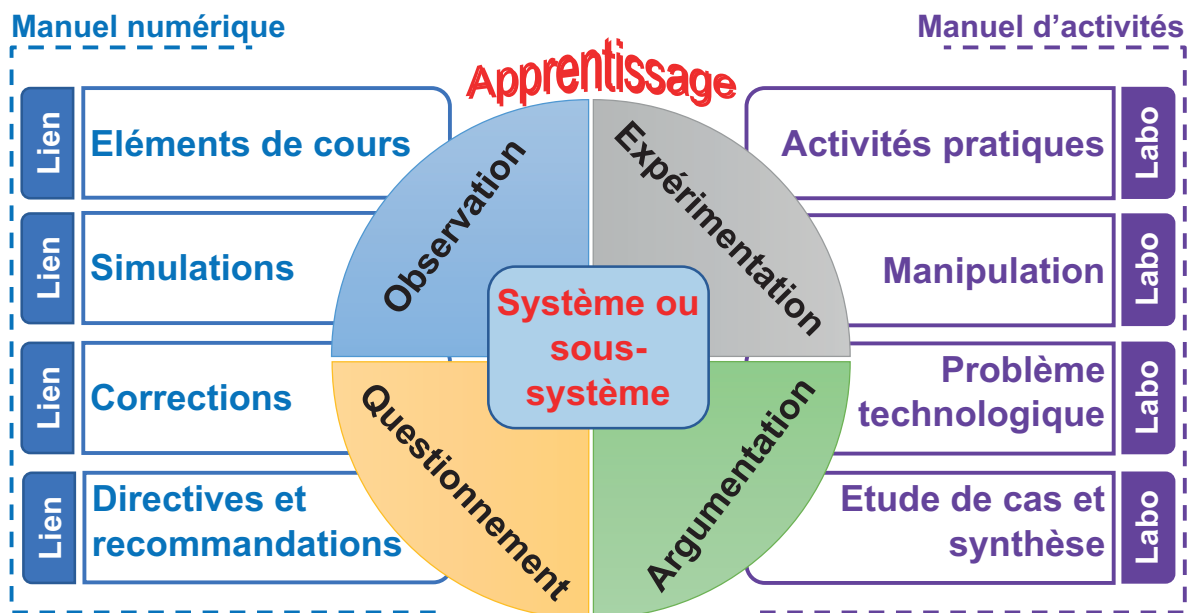 Manuel numérique
Manuel d’activités
Apprentissage
Lien
Eléments de cours
Lien
Simulations
Lien
Corrections
Lien
Directives et
recommandations
Observation
Expérimentation
Questionnement
Argumentation
Système ou
sous-
système
Activités pratiques
Labo
Manipulation
Labo
Problème
technologique
Labo
Etude de cas et
synthèse
Labo